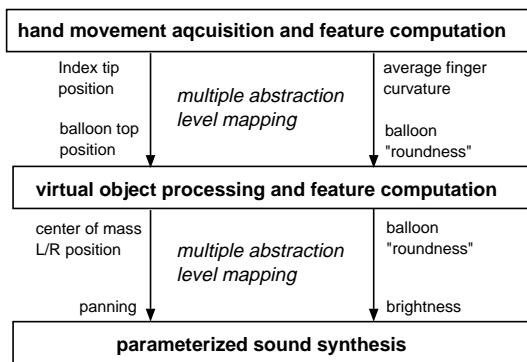 hand movement aqcuisition and feature computation
Index tip
position
average finger
curvature
multiple abstraction
level mapping
balloon top
position
balloon
"roundness"
virtual object processing and feature computation
center of mass
L/R position
balloon
"roundness"
multiple abstraction
level mapping
panning
brightness
parameterized sound synthesis